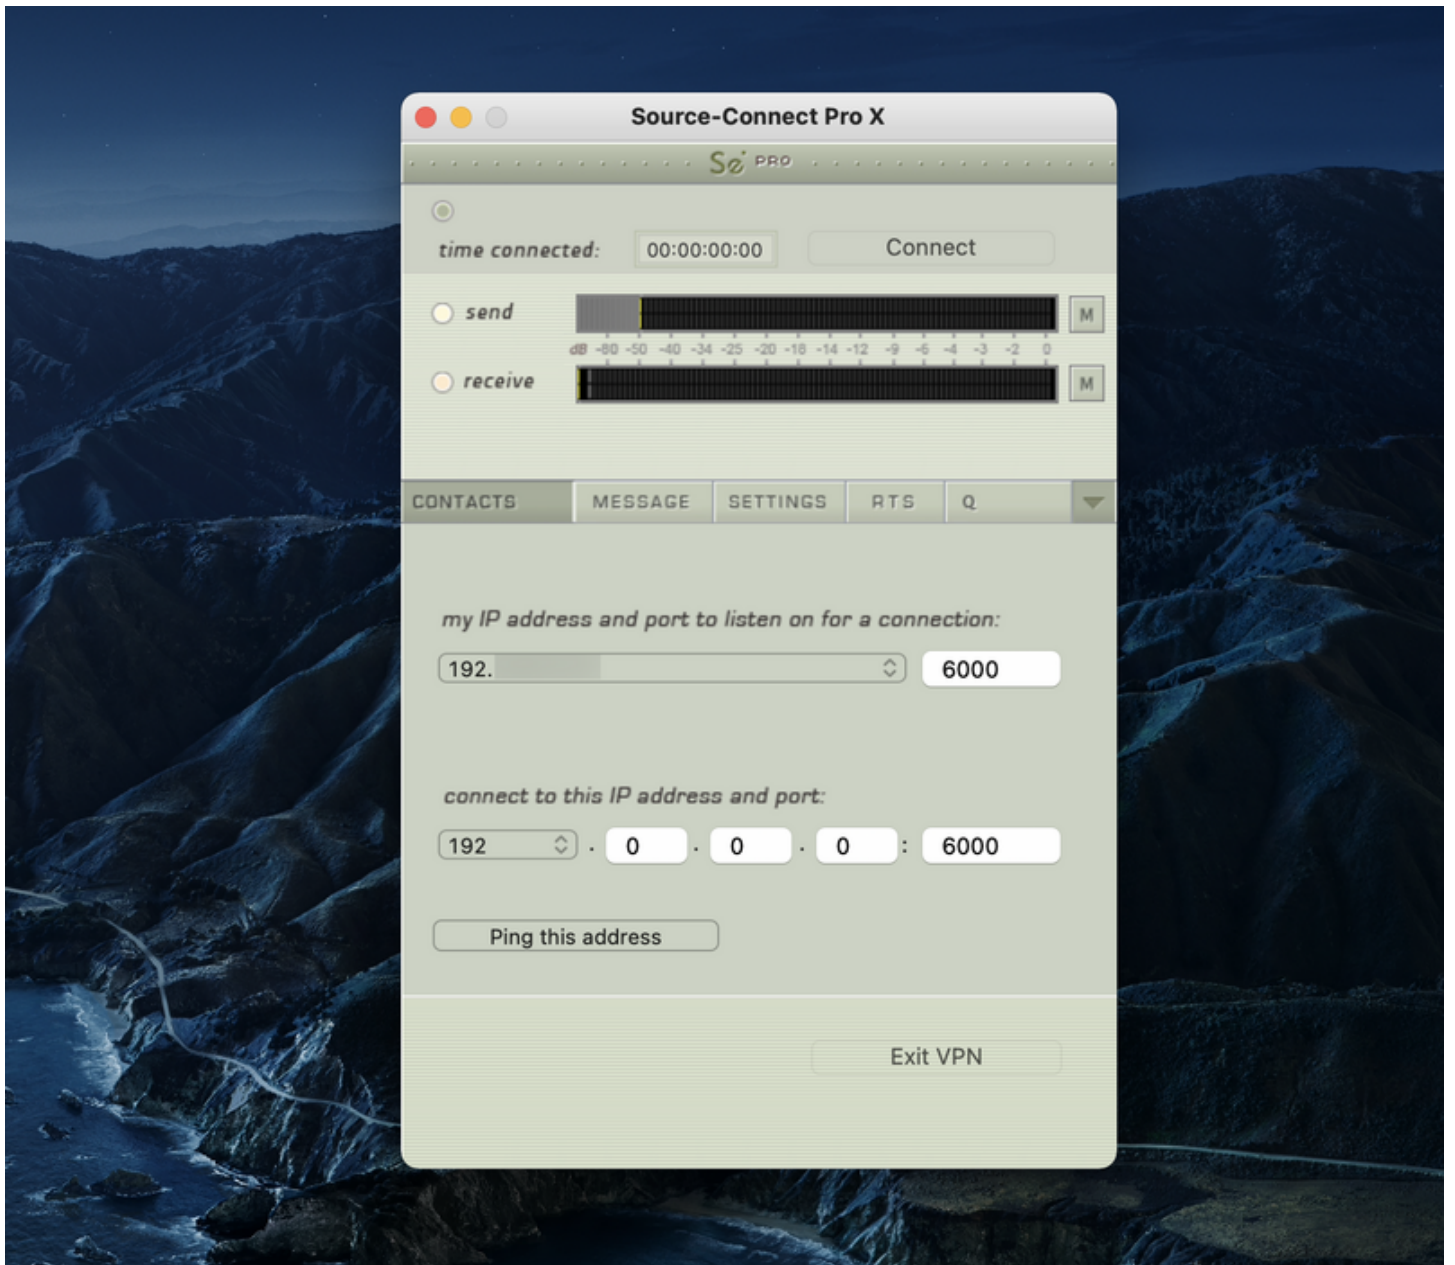 Source-Connect Pro X
PRO
time connected: 00:00:00:00 Connect
send M
dB -80 -50 -40 -34 -25 -20 -18 -14 -12 -9 -6 -4 -3 -2 0
receive M
CONTACTS MESSAGE SETTINGS RTS Q
my IP address and port to listen on for a connection:
192. 6000
connect to this IP address and port:
192 . 0 . 0 . 0 : 6000
Ping this address
Exit VPN